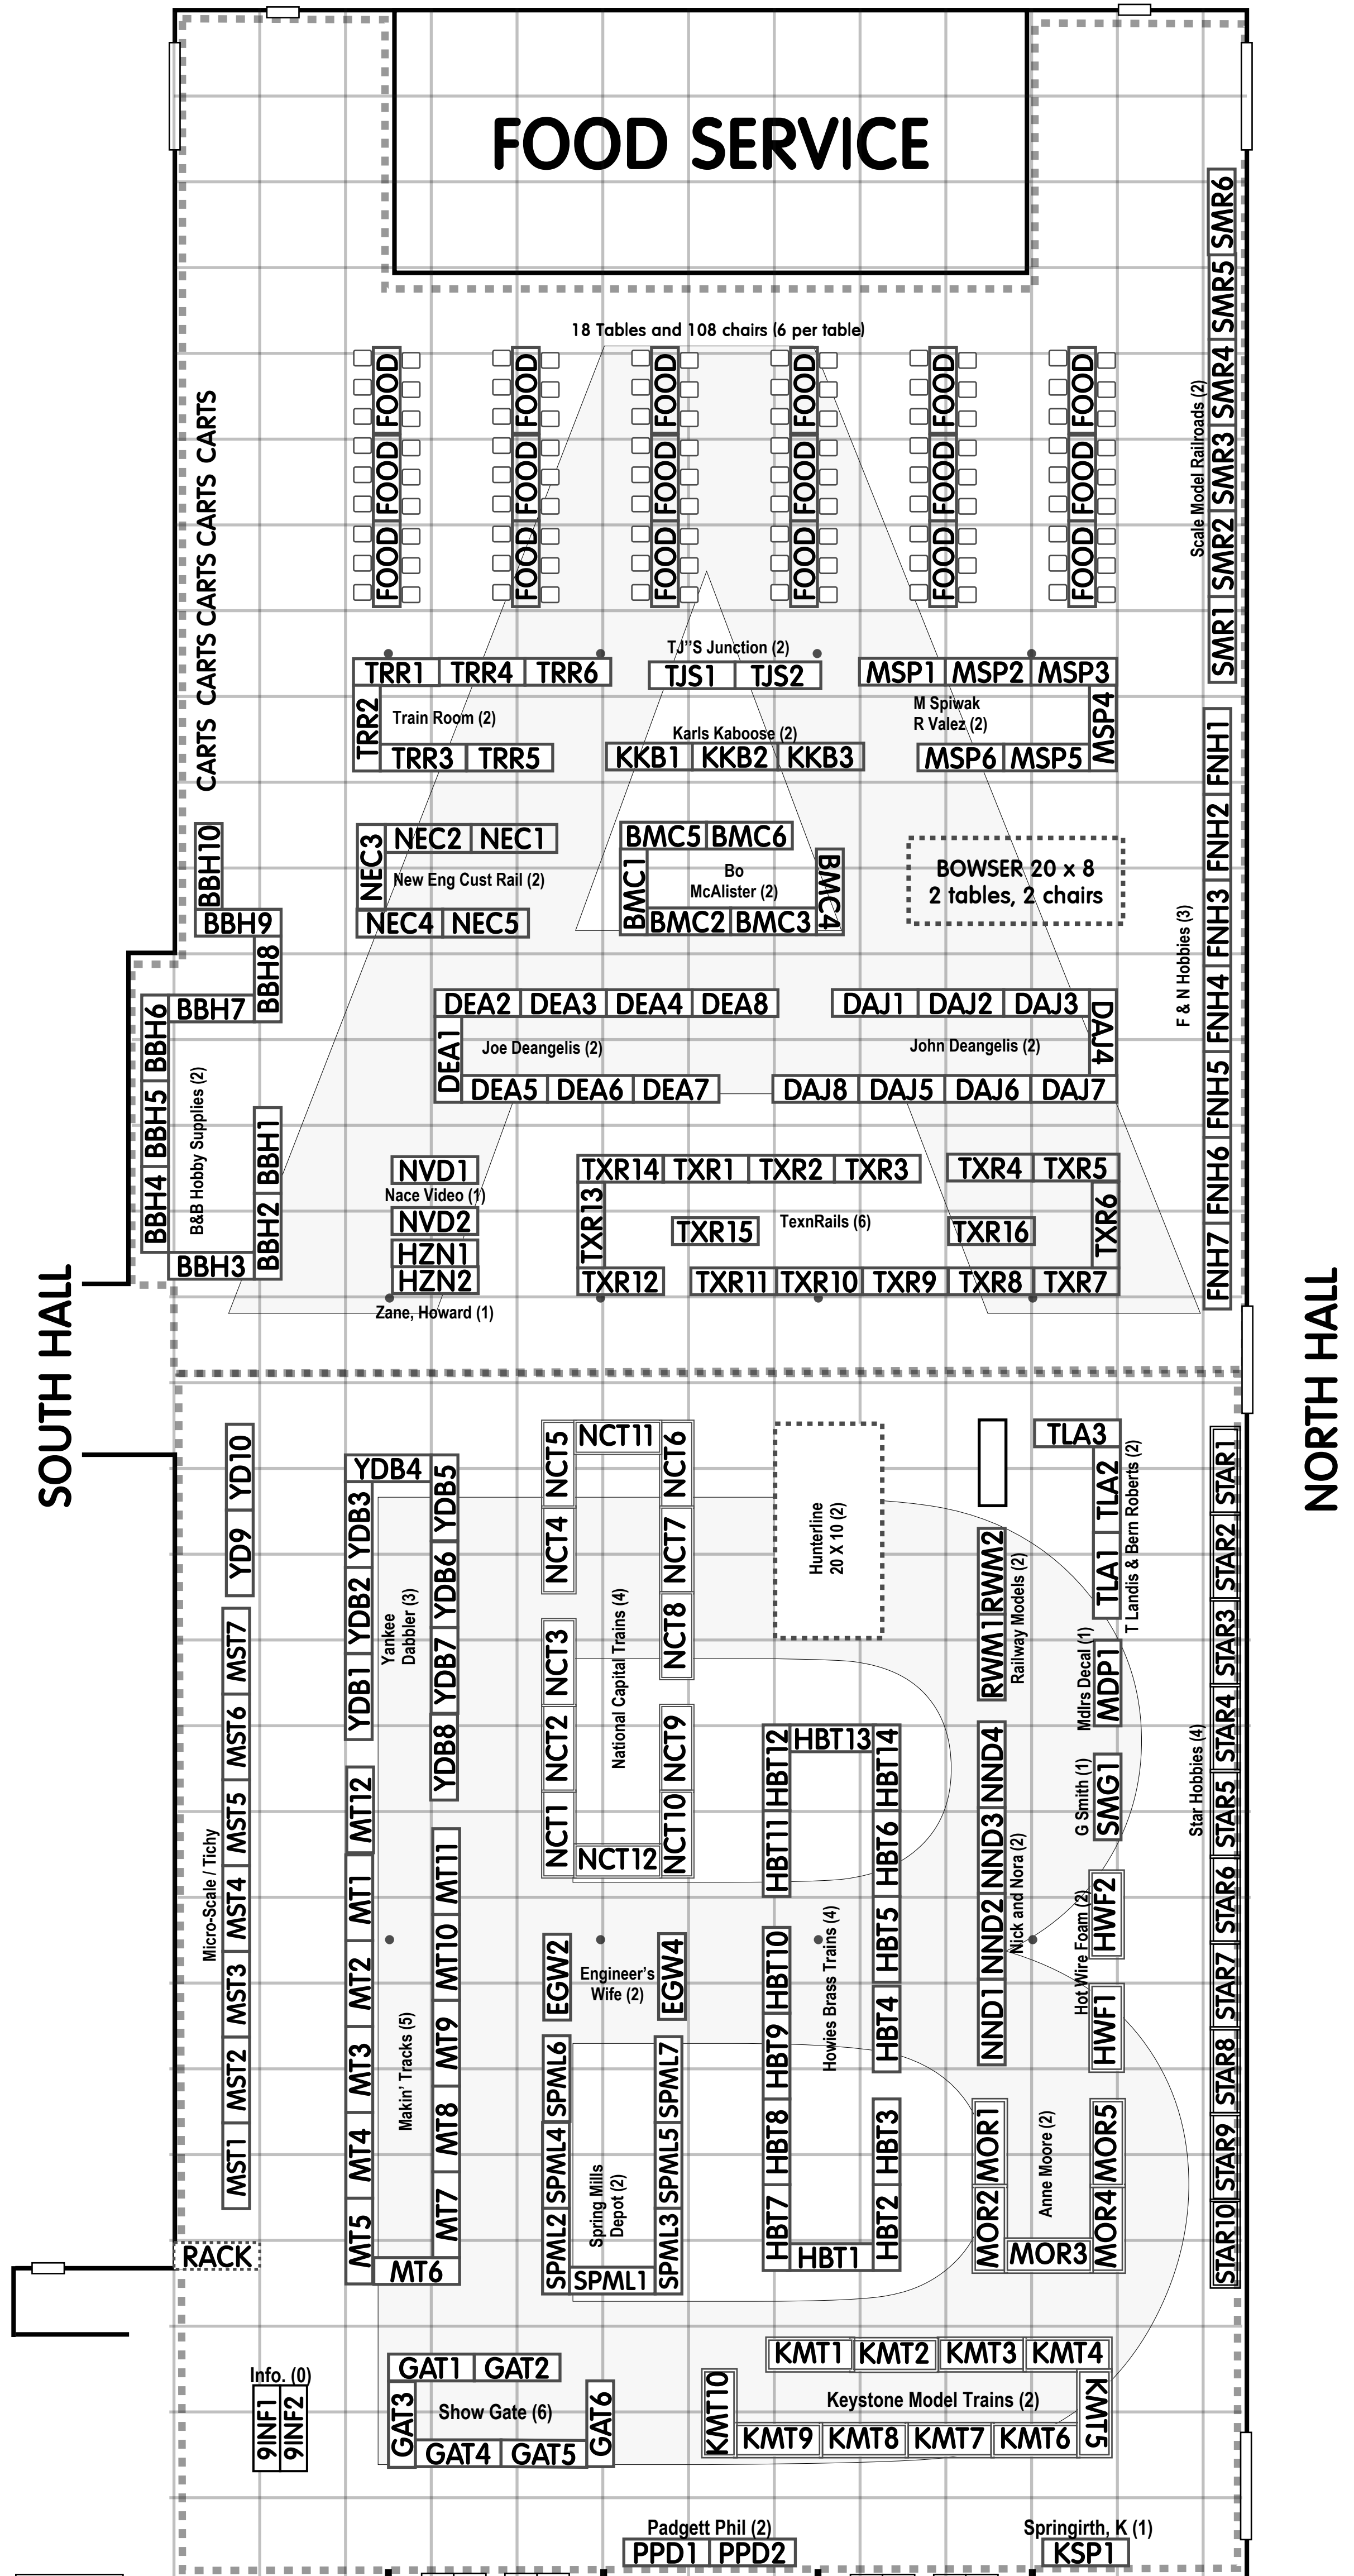 FOOD SERVICE
18 Tables and 108 chairs (6 per table)
FOOD FOOD FOOD FOOD FOOD FOOD
FOOD FOOD FOOD FOOD FOOD FOOD
FOOD FOOD FOOD FOOD FOOD FOOD
CARTS CARTS CARTS CARTS CARTS
SMR6
SMR5
SMR4
SMR3
SMR2
SMR1
Scale Model Railroads (2)
TRR1 TRR4 TRR6
TRR2
Train Room (2)
TRR3 TRR5
TJ"S Junction (2)
TJS1 TJS2
Karls Kaboose (2)
KKB1 KKB2 KKB3
MSP1 MSP2 MSP3
M Spiwak
R Valez (2)
MSP4
MSP6 MSP5
FNH1
FNH2
FNH3
FNH4
FNH5
FNH6
FNH7
F & N Hobbies (3)
BBH10
BBH9
BBH8
BBH7
BBH6
BBH5
BBH4
B&B Hobby Supplies (2)
BBH1
BBH2
BBH3
NEC3
NEC2 NEC1
New Eng Cust Rail (2)
NEC4 NEC5
BMC5 BMC6
BMC1
Bo
McAlister (2)
BMC4
BMC2 BMC3
BOWSER 20 x 8
2 tables, 2 chairs
DEA2 DEA3 DEA4 DEA8
DEA1
Joe Deangelis (2)
DEA5 DEA6 DEA7
DAJ1 DAJ2 DAJ3
DAJ4
John Deangelis (2)
DAJ8 DAJ5 DAJ6 DAJ7
NVD1
Nace Video (1)
NVD2
HZN1
HZN2
Zane, Howard (1)
TXR14 TXR1 TXR2 TXR3
TXR4 TXR5
TXR13
TXR15
TexnRails (6)
TXR16
TXR6
TXR12
TXR11 TXR10 TXR9 TXR8 TXR7
SOUTH HALL
NORTH HALL
YD10
YD9
MST7
MST6
MST5
MST4
MST3
MST2
MST1
Micro-Scale / Tichy
RACK
YDB4
YDB5
YDB3
YDB2
YDB1
Yankee
Dabbler (3)
YDB6
YDB7
YDB8
MT12
MT1
MT2
MT3
MT4
MT5
Makin' Tracks (5)
MT11
MT10
MT9
MT8
MT7
MT6
NCT5
NCT11
NCT6
NCT4
NCT7
NCT3
NCT8
National Capital Trains (4)
NCT2
NCT9
NCT1
NCT10
NCT12
EGW2
Engineer's
Wife (2)
EGW4
SPML6
SPML7
SPML4
SPML5
Spring Mills
Depot (2)
SPML2
SPML3
SPML1
Hunterline
20 X 10 (2)
HBT12
HBT13
HBT14
HBT11
HBT6
HBT5
HBT10
HBT4
HBT9
Howies Brass Trains (4)
HBT8
HBT3
HBT7
HBT2
HBT1
RWM2
RWM1
Railway Models (2)
NND4
NND3
NND2
NND1
Nick and Nora (2)
TLA3
TLA2
TLA1
T Landis & Bern Roberts (2)
MDP1
Mdlrs Decal (1)
SMG1
G Smith (1)
HWF2
HWF1
Hot Wire Foam (2)
MOR1
MOR2
Anne Moore (2)
MOR5
MOR4
MOR3
STAR1
STAR2
STAR3
STAR4
STAR5
STAR6
STAR7
STAR8
STAR9
STAR10
Star Hobbies (4)
Info. (0)
9INF1
9INF2
GAT1 GAT2
GAT3
Show Gate (6)
GAT6
GAT4 GAT5
KMT1 KMT2 KMT3 KMT4
KMT10
Keystone Model Trains (2)
KMT5
KMT9 KMT8 KMT7 KMT6
Padgett Phil (2)
PPD1 PPD2
Springirth, K (1)
KSP1